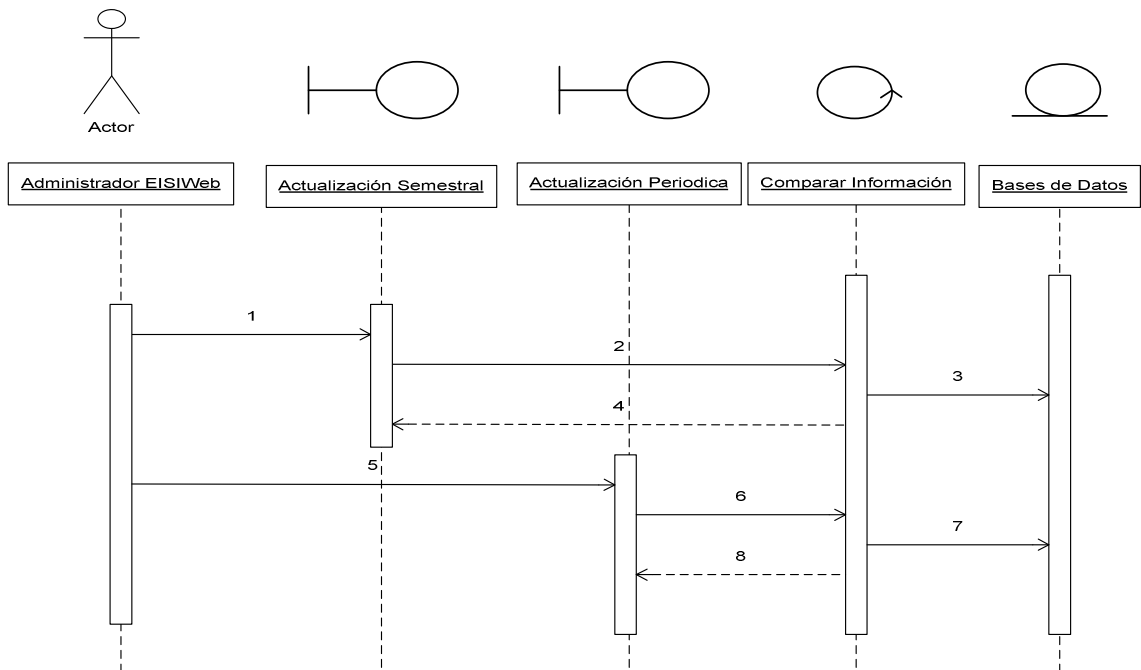 Actor
Administrador EISIWeb
Actualización Semestral
Actualización Periodica
Comparar Información
Bases de Datos
1
2
3
4
5
6
7
8